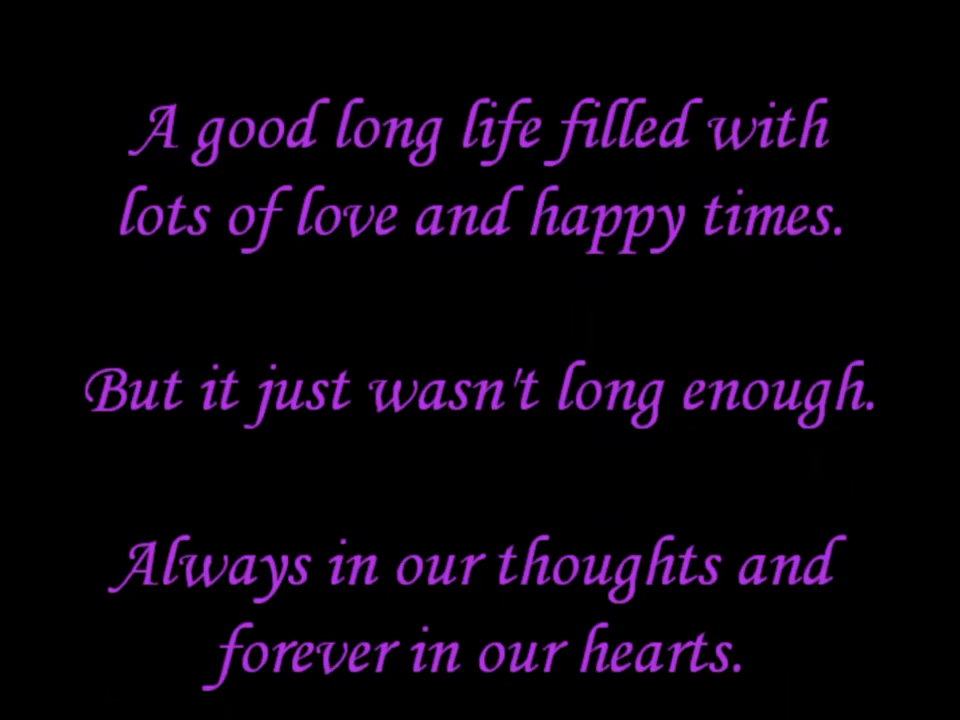 A good long life filled with
lots of love and happy times.
But it just wasn't long enough.
Always in our thoughts and
forever in our hearts.